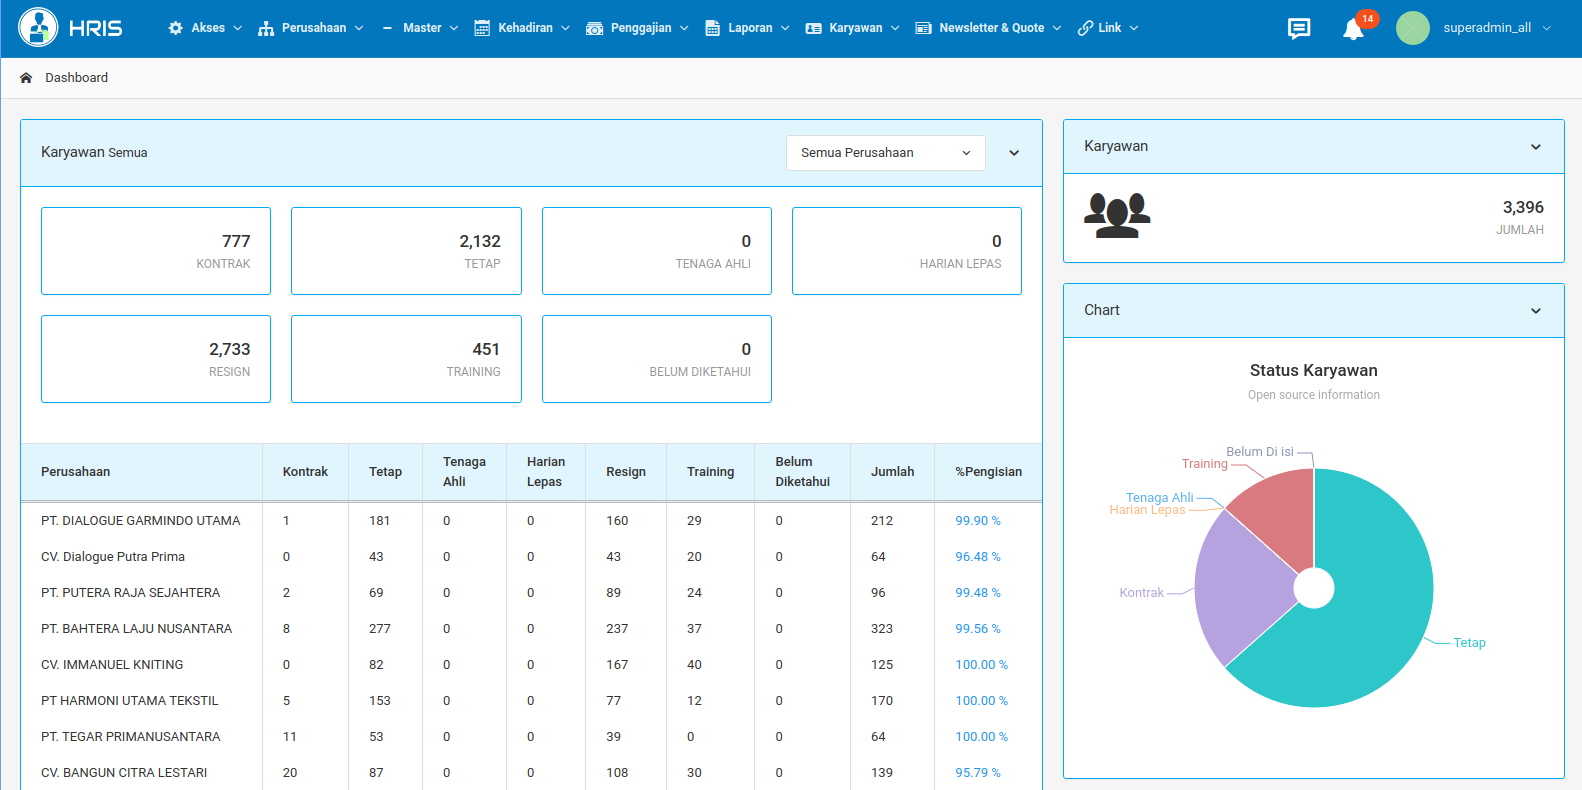 HRIS
Akses
Perusahaan
Master
Kehadiran
Penggajian
Laporan
Karyawan
Newsletter & Quote
Link
14
superadmin_all
Dashboard
Karyawan Semua
Semua Perusahaan
777
KONTRAK
2,132
TETAP
0
TENAGA AHLI
0
HARIAN LEPAS
2,733
RESIGN
451
TRAINING
0
BELUM DIKETAHUI
Perusahaan Kontrak Tetap Tenaga Ahli Harian Lepas Resign Training Belum Diketahui Jumlah %Pengisian
PT. DIALOGUE GARMINDO UTAMA 1 181 0 0 160 29 0 212 99.90 %
CV. Dialogue Putra Prima 0 43 0 0 43 20 0 64 96.48 %
PT. PUTERA RAJA SEJAHTERA 2 69 0 0 89 24 0 96 99.48 %
PT. BAHTERA LAJU NUSANTARA 8 277 0 0 237 37 0 323 99.56 %
CV. IMMANUEL KNITING 0 82 0 0 167 40 0 125 100.00 %
PT HARMONI UTAMA TEKSTIL 5 153 0 0 77 12 0 170 100.00 %
PT. TEGAR PRIMANUSANTARA 11 53 0 0 39 0 0 64 100.00 %
CV. BANGUN CITRA LESTARI 20 87 0 0 108 30 0 139 95.79 %
Karyawan
3,396
JUMLAH
Chart
Status Karyawan
Open source information
Belum Di isi
Training
Tenaga Ahli
Harian Lepas
Kontrak
Tetap